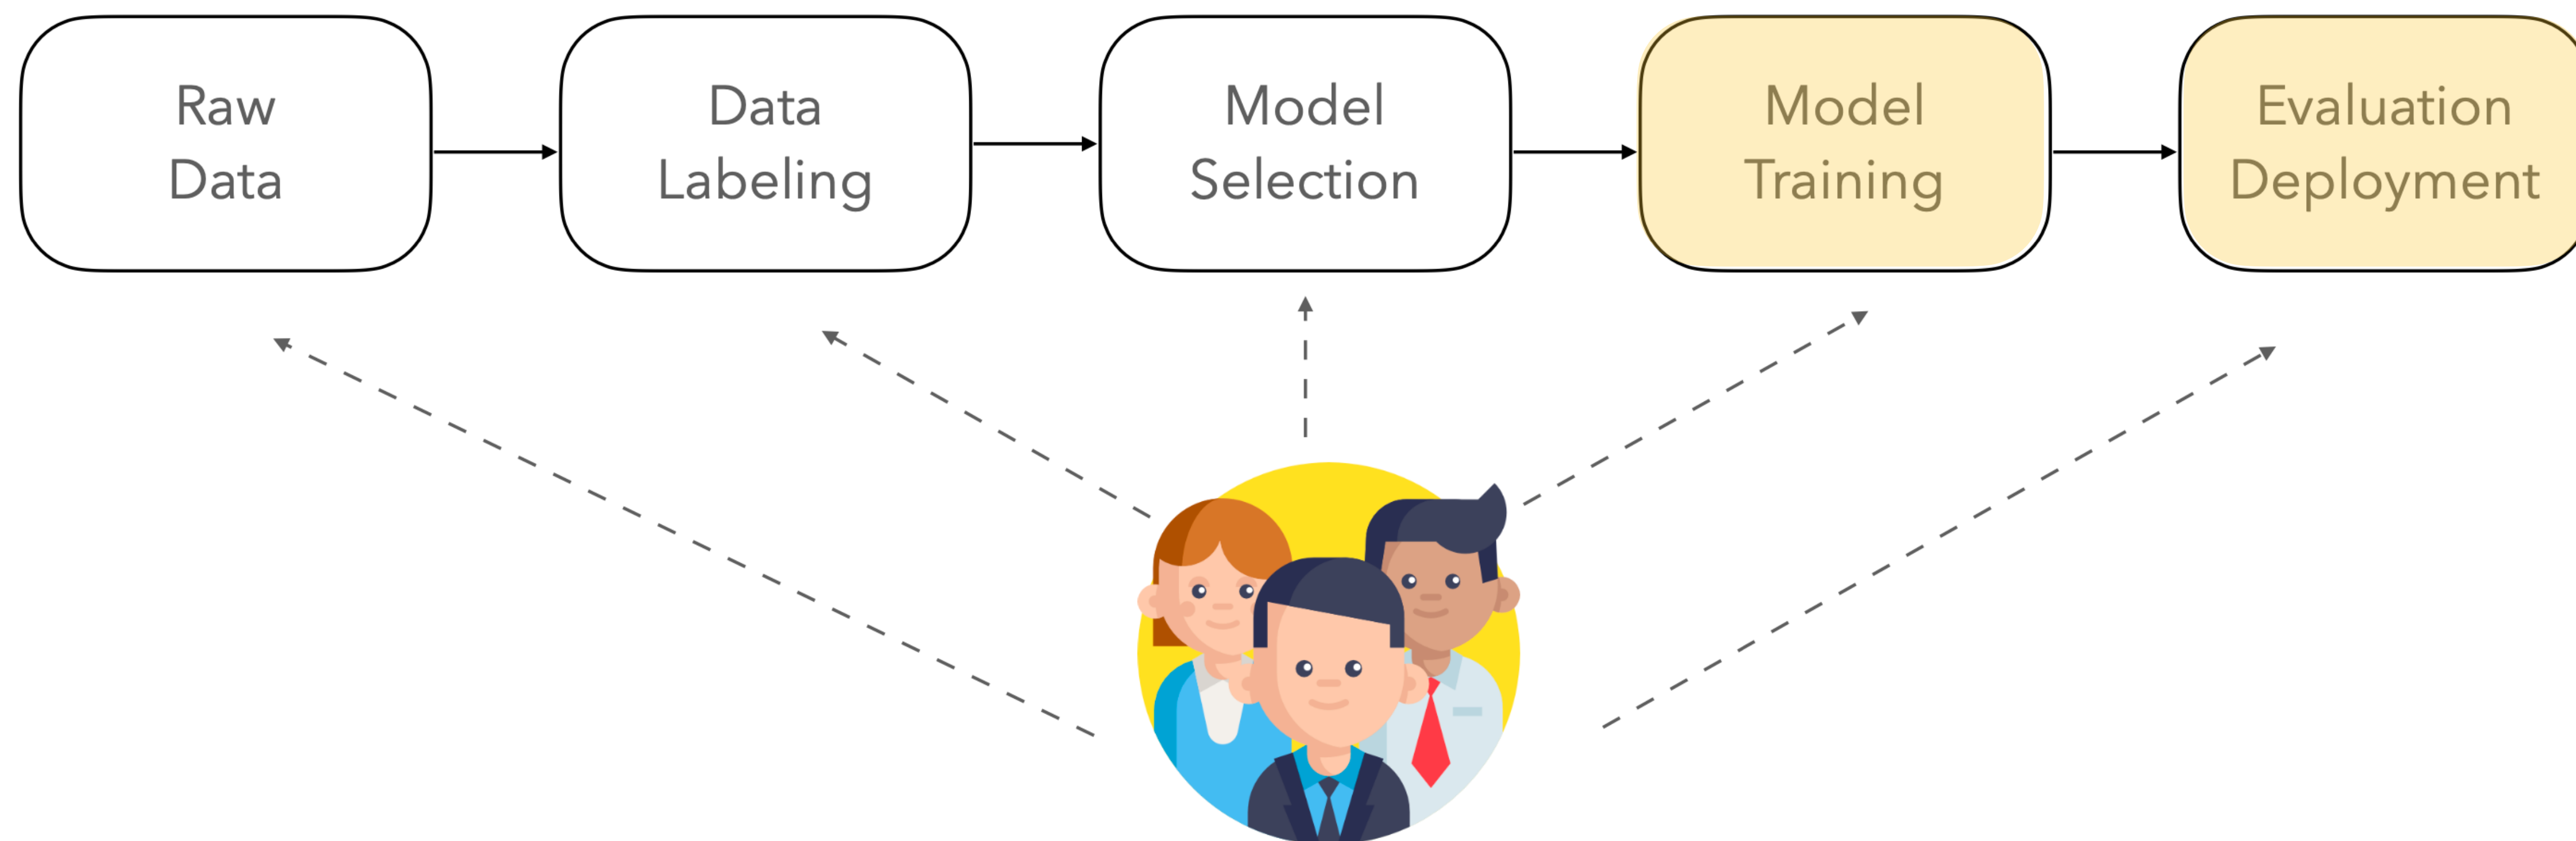 Raw
Data
Data
Labeling
Model
Selection
Model
Training
Evaluation
Deployment